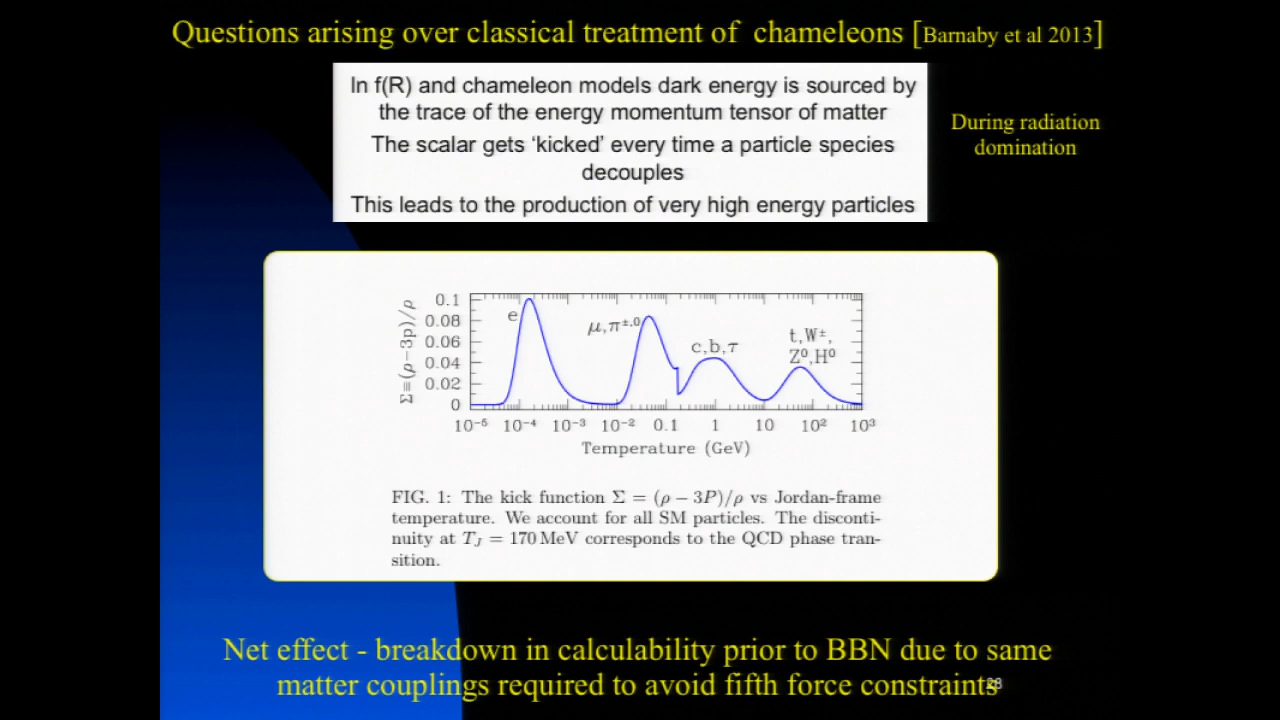 Questions arising over classical treatment of chameleons [Barnaby et al 2013]
In f(R) and chameleon models dark energy is sourced by
the trace of the energy momentum tensor of matter
The scalar gets ‘kicked’ every time a particle species
decouples
This leads to the production of very high energy particles
During radiation
domination
Σ≡(ρ−3p)/ρ
0.1
0.08
0.06
0.04
0.02
0
e
μ,π±,0
c,b,τ
t,W±,
Z⁰,H⁰
10⁻⁵ 10⁻⁴ 10⁻³ 10⁻² 0.1 1 10 10² 10³
Temperature (GeV)
FIG. 1: The kick function Σ = (ρ − 3P)/ρ vs Jordan-frame
temperature. We account for all SM particles. The disconti-
nuity at T_J = 170 MeV corresponds to the QCD phase tran-
sition.
Net effect - breakdown in calculability prior to BBN due to same
matter couplings required to avoid fifth force constraints
28